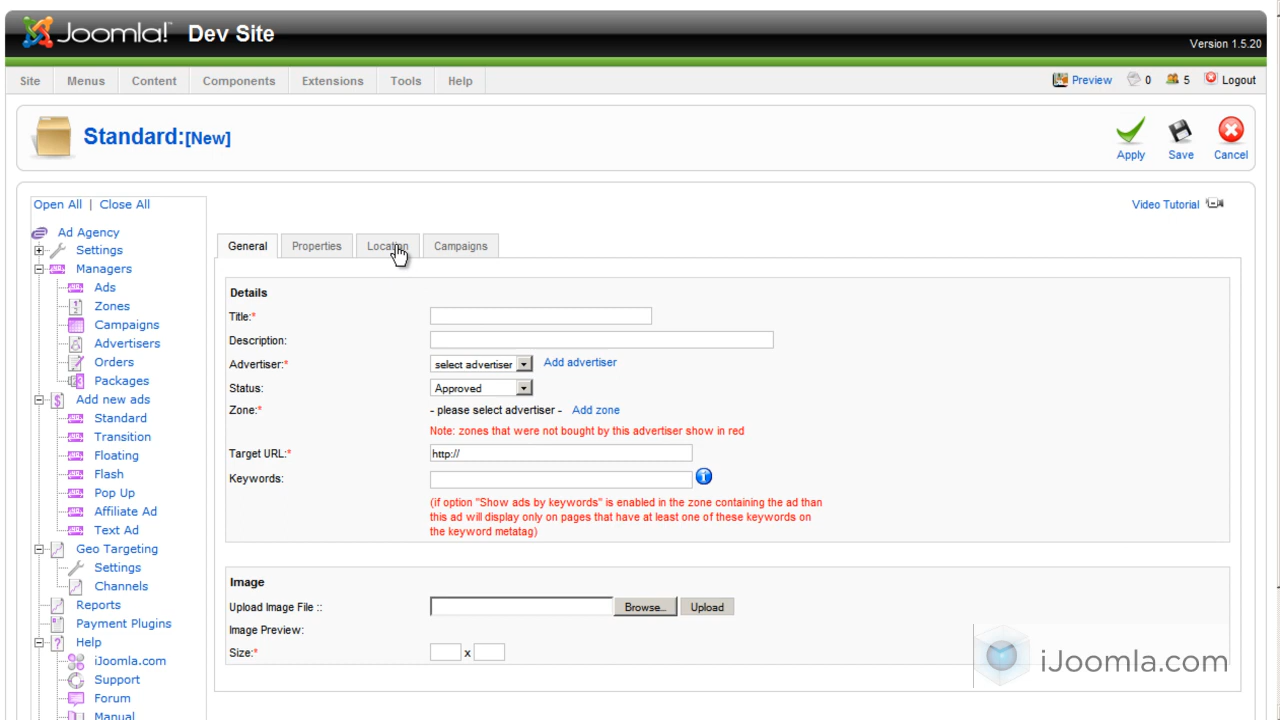 Joomla!™ Dev Site
Version 1.5.20
Site Menus Content Components Extensions Tools Help Preview 0 5 Logout
Standard:[New]
Apply Save Cancel
Open All | Close All
Video Tutorial
Ad Agency
Settings
Managers
Ads
Zones
Campaigns
Advertisers
Orders
Packages
Add new ads
Standard
Transition
Floating
Flash
Pop Up
Affiliate Ad
Text Ad
Geo Targeting
Settings
Channels
Reports
Payment Plugins
Help
iJoomla.com
Support
Forum
Manual
General Properties Location Campaigns
Details
Title:*
Description:
Advertiser:* select advertiser Add advertiser
Status: Approved
Zone:* - please select advertiser - Add zone
Note: zones that were not bought by this advertiser show in red
Target URL:* http://
Keywords:
(if option "Show ads by keywords" is enabled in the zone containing the ad than
this ad will display only on pages that have at least one of these keywords on
the keyword metatag)
Image
Upload Image File :: Browse... Upload
Image Preview:
Size:* x
iJoomla.com